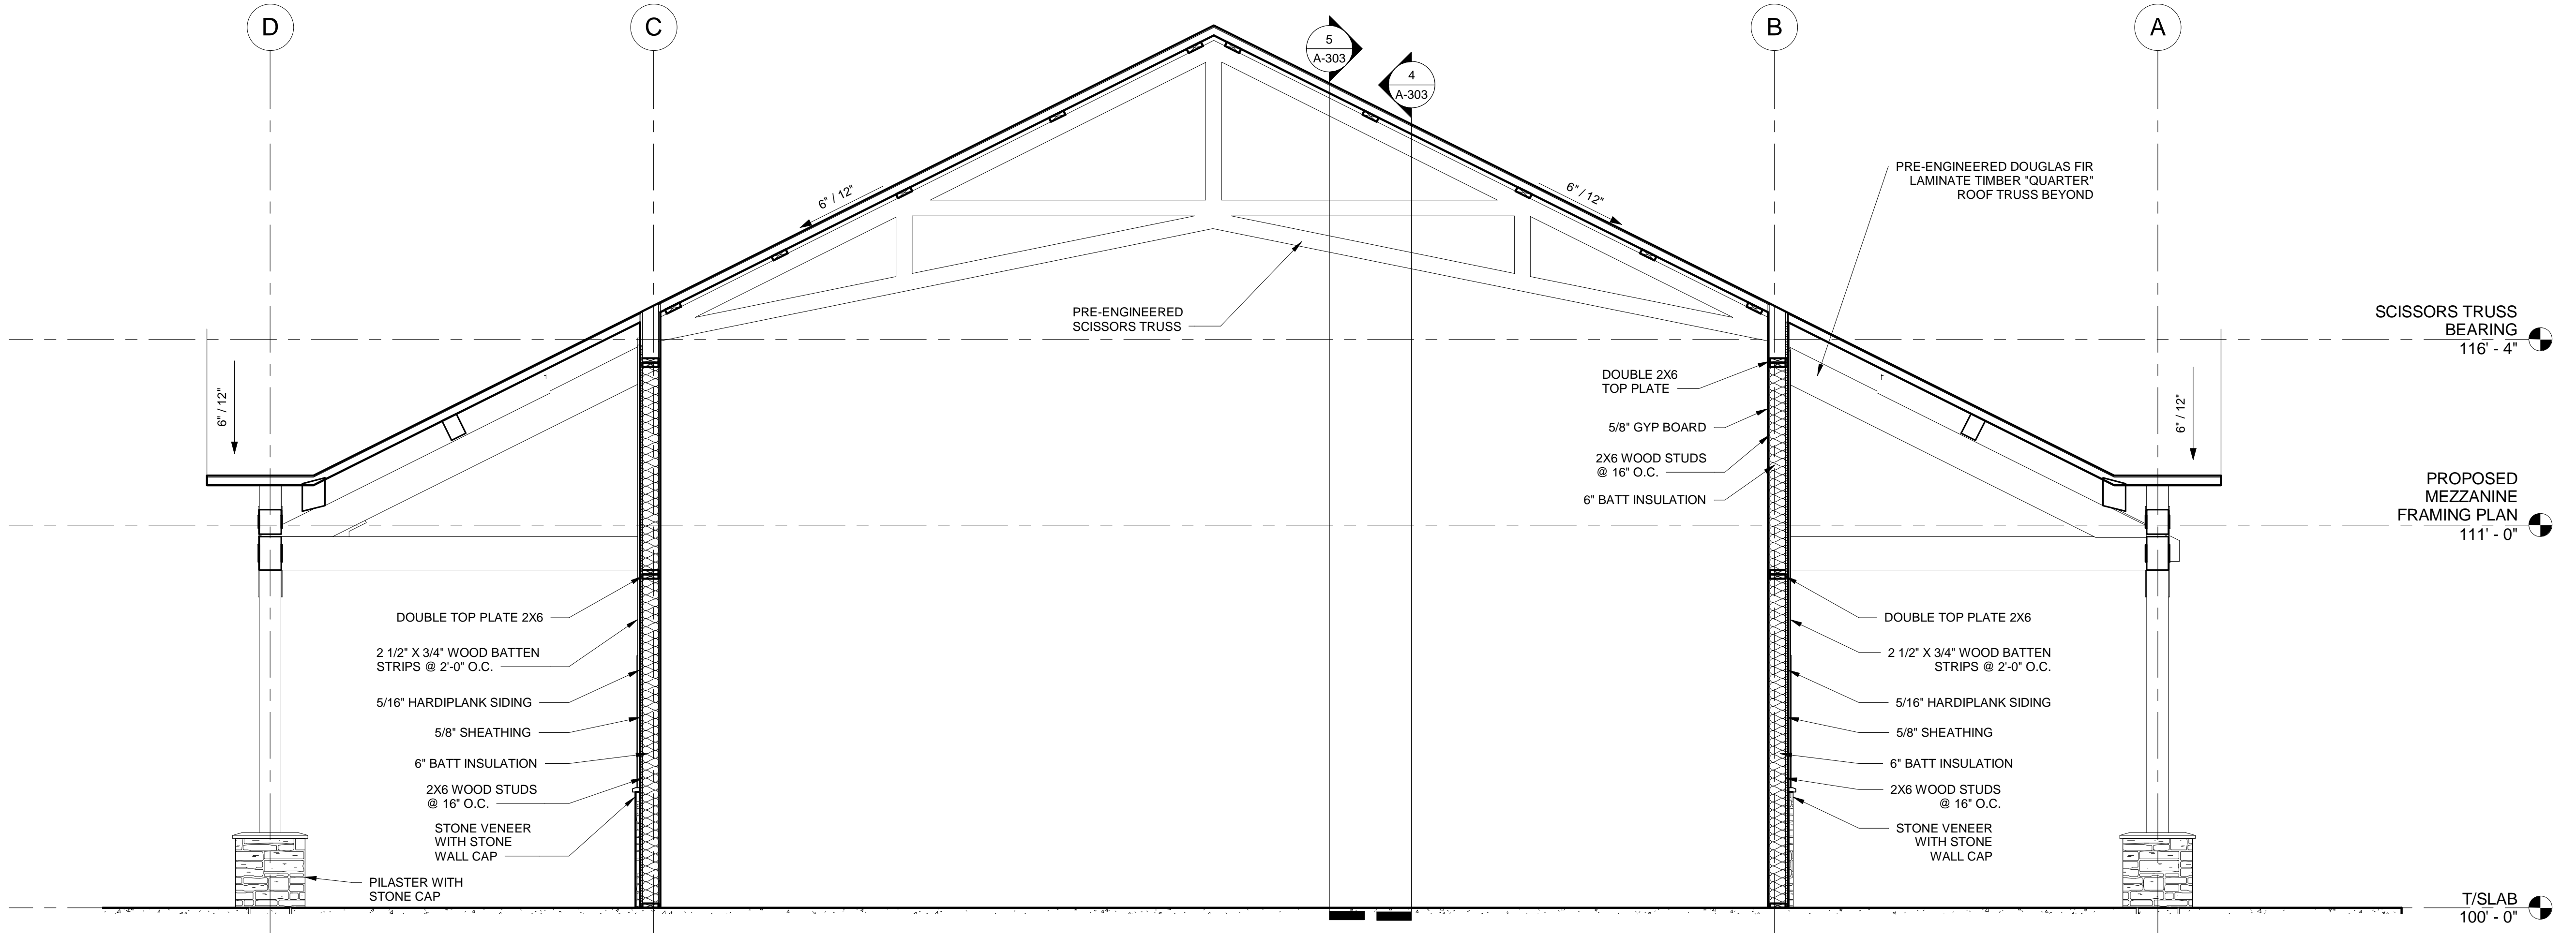 D
C
B
A
5
A-303
4
A-303
6" / 12"
6" / 12"
PRE-ENGINEERED DOUGLAS FIR
LAMINATE TIMBER "QUARTER"
ROOF TRUSS BEYOND
PRE-ENGINEERED
SCISSORS TRUSS
SCISSORS TRUSS
BEARING
116' - 4"
6" / 12"
6" / 12"
DOUBLE 2X6
TOP PLATE
5/8" GYP BOARD
2X6 WOOD STUDS
@ 16" O.C.
6" BATT INSULATION
PROPOSED
MEZZANINE
FRAMING PLAN
111' - 0"
DOUBLE TOP PLATE 2X6
2 1/2" X 3/4" WOOD BATTEN
STRIPS @ 2'-0" O.C.
5/16" HARDIPLANK SIDING
5/8" SHEATHING
6" BATT INSULATION
2X6 WOOD STUDS
@ 16" O.C.
STONE VENEER
WITH STONE
WALL CAP
PILASTER WITH
STONE CAP
DOUBLE TOP PLATE 2X6
2 1/2" X 3/4" WOOD BATTEN
STRIPS @ 2'-0" O.C.
5/16" HARDIPLANK SIDING
5/8" SHEATHING
6" BATT INSULATION
2X6 WOOD STUDS
@ 16" O.C.
STONE VENEER
WITH STONE
WALL CAP
T/SLAB
100' - 0"